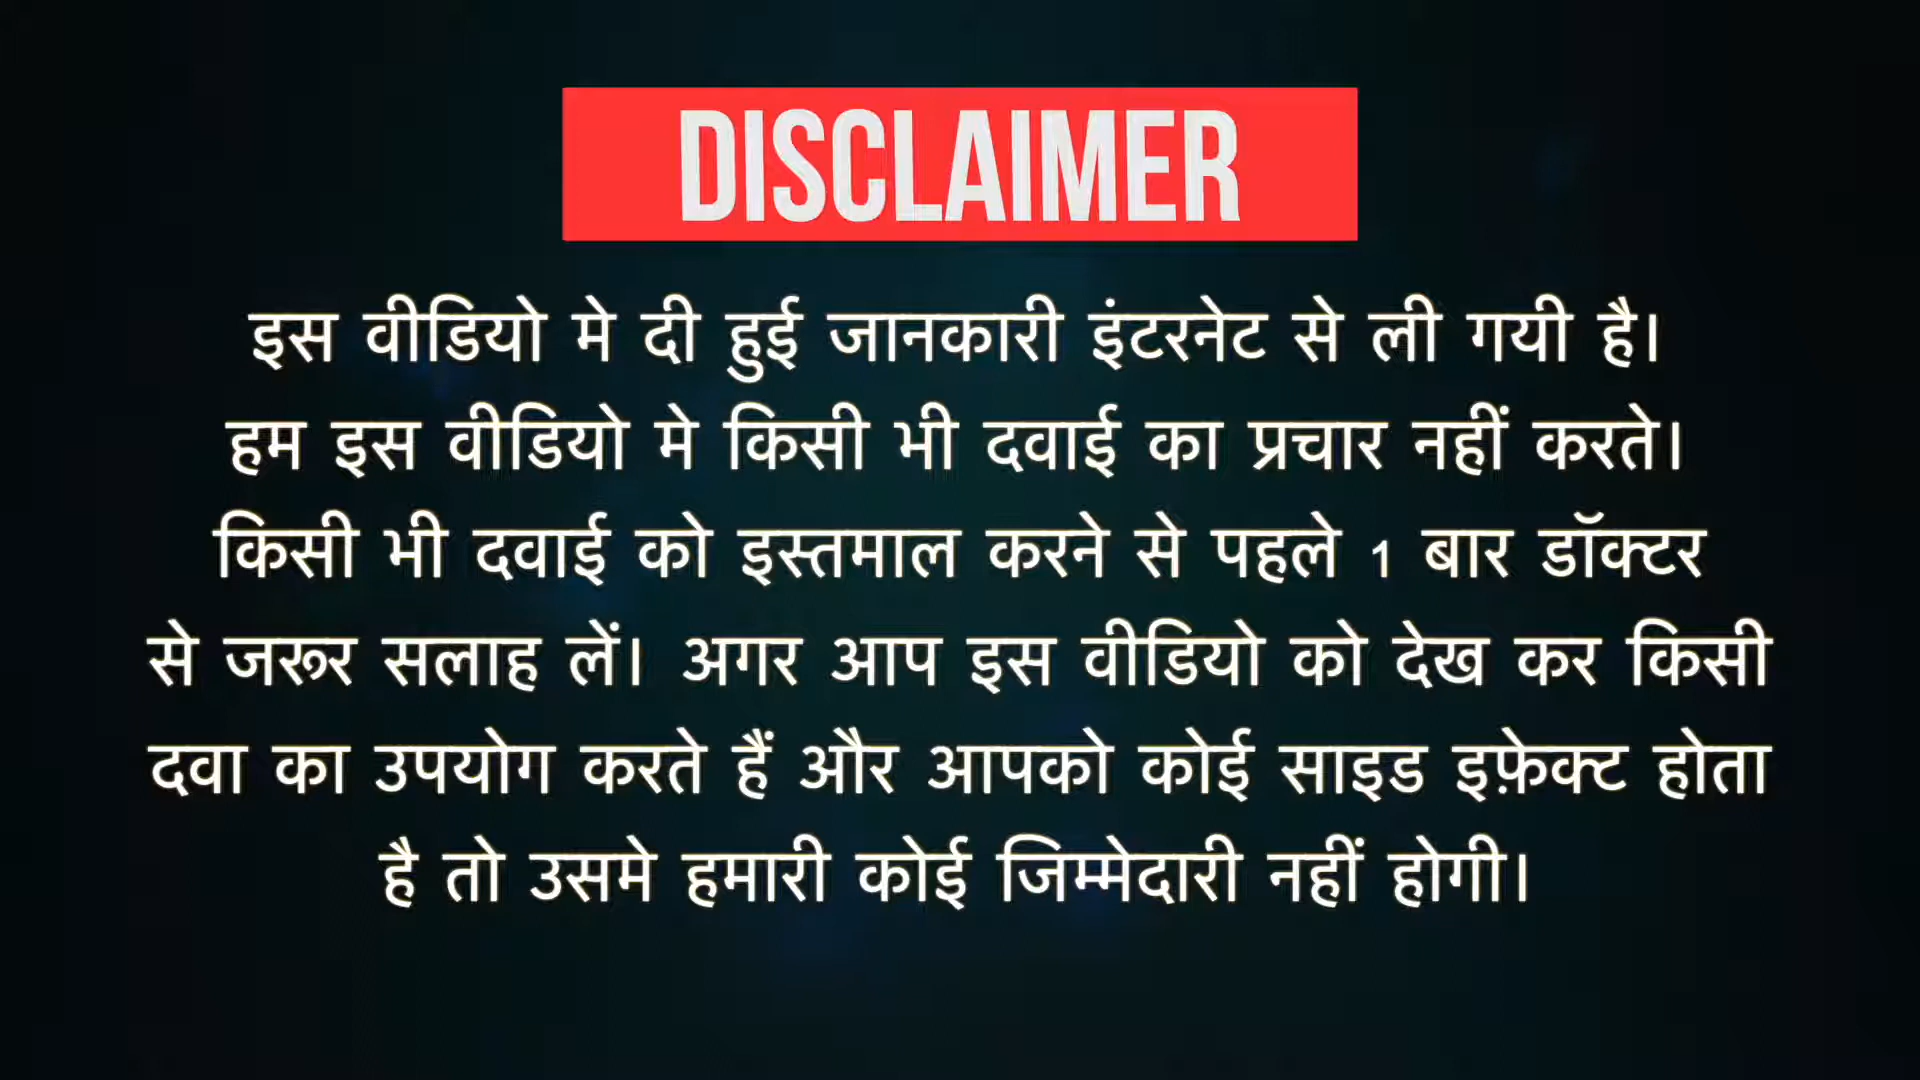 DISCLAIMER
इस वीडियो मे दी हुई जानकारी इंटरनेट से ली गयी है।
हम इस वीडियो मे किसी भी दवाई का प्रचार नहीं करते।
किसी भी दवाई को इस्तमाल करने से पहले 1 बार डॉक्टर
से जरूर सलाह लें। अगर आप इस वीडियो को देख कर किसी
दवा का उपयोग करते हैं और आपको कोई साइड इफ़ेक्ट होता
है तो उसमे हमारी कोई जिम्मेदारी नहीं होगी।